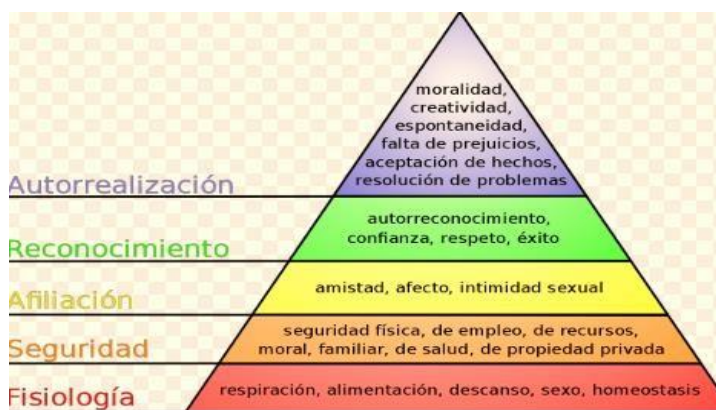 moralidad,
creatividad,
espontaneidad,
falta de prejuicios,
aceptación de hechos,
resolución de problemas
Autorrealización
autorreconocimiento,
confianza, respeto, éxito
Reconocimiento
amistad, afecto, intimidad sexual
Afiliación
seguridad física, de empleo, de recursos,
moral, familiar, de salud, de propiedad privada
Seguridad
respiración, alimentación, descanso, sexo, homeostasis
Fisiología